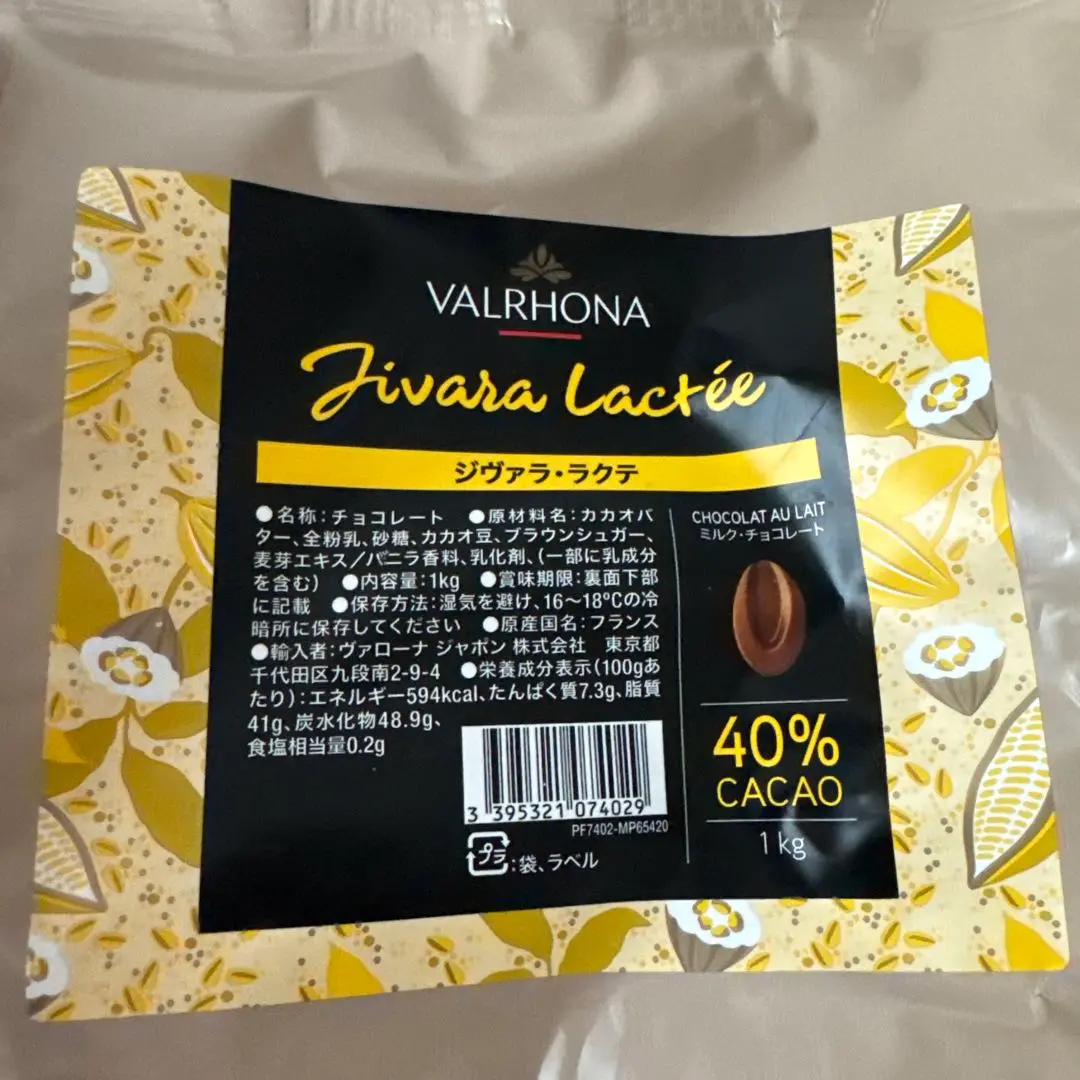 VALRHONA
Jivara Lactée
ジヴァラ・ラクテ
●名称:チョコレート ●原材料名:カカオバ
ター、全粉乳、砂糖、カカオ豆、ブラウンシュガー、
麦芽エキス/バニラ香料、乳化剤、(一部に乳成分
を含む) ●内容量:1kg ●賞味期限:裏面下部
に記載 ●保存方法:湿気を避け、16〜18ºCの冷
暗所に保存してください ●原産国名:フランス
●輸入者:ヴァローナ ジャポン 株式会社 東京都
千代田区九段南2-9-4 ●栄養成分表示(100gあ
たり):エネルギー594kcal、たんぱく質7.3g、脂質
41g、炭水化物48.9g、
食塩相当量0.2g
3 395321 074029
PF7402-MP65420
プラ:袋、ラベル
CHOCOLAT AU LAIT
ミルク・チョコレート
40%
CACAO
1 kg